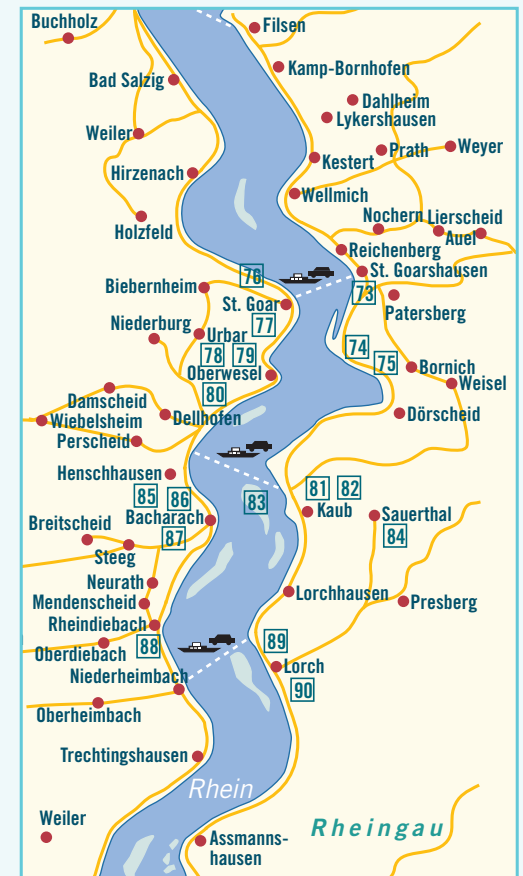 Buchholz
Filsen
Kamp-Bornhofen
Bad Salzig
Dahlheim
Lykershausen
Weiler
Prath
Weyer
Kestert
Hirzenach
Wellmich
Holzfeld
Nochern
Lierscheid
Auel
Reichenberg
St. Goarshausen
76
73
Biebernheim
St. Goar
Patersberg
Niederburg
77
Urbar
78
79
74
75
Oberwesel
Bornich
80
Weisel
Damscheid
Wiebelsheim
Dellhofen
Dörscheid
Perscheid
Henschhausen
85
86
83
81
82
Bacharach
Kaub
Sauerthal
Breitscheid
87
84
Steeg
Neurath
Lorchhausen
Mendenscheid
Presberg
Rheindiebach
Oberdiebach
88
89
Niederheimbach
Lorch
90
Oberheimbach
Trechtingshausen
Rhein
Weiler
Rheingau
Assmanns-
hausen